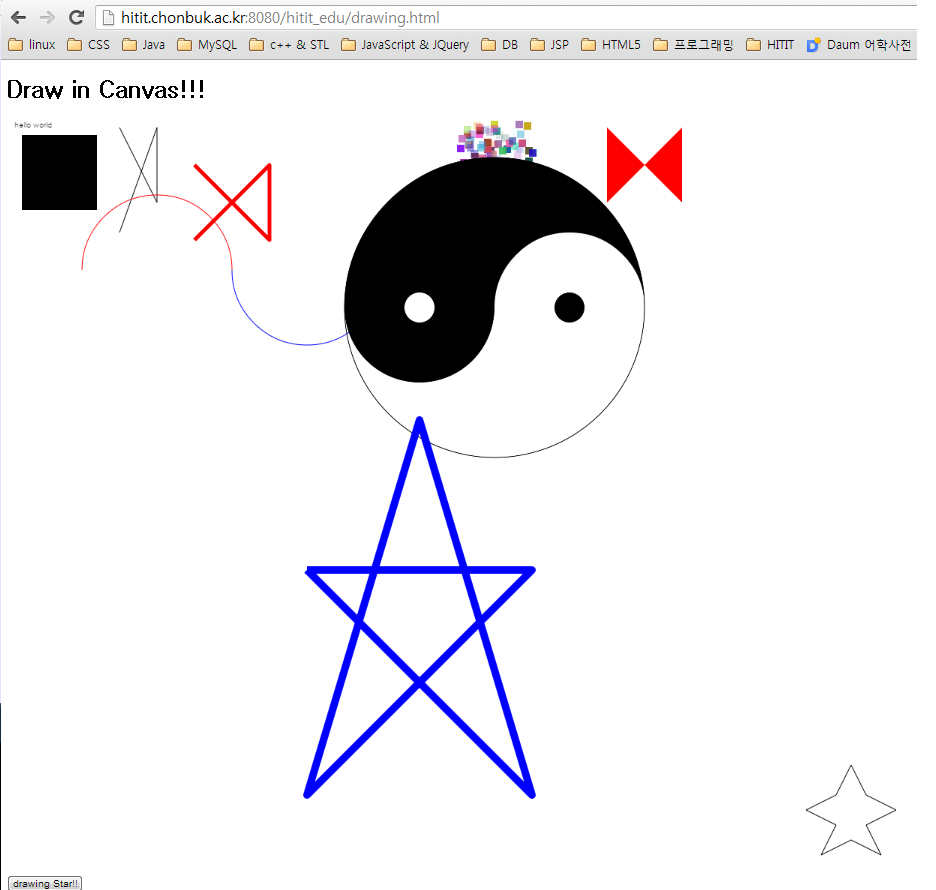 hitit.chonbuk.ac.kr:8080/hitit_edu/drawing.html
linux CSS Java MySQL c++ & STL JavaScript & JQuery DB JSP HTML5 프로그래밍 HITIT Daum 어학사전
Draw in Canvas!!!
hello world
drawing Star!!